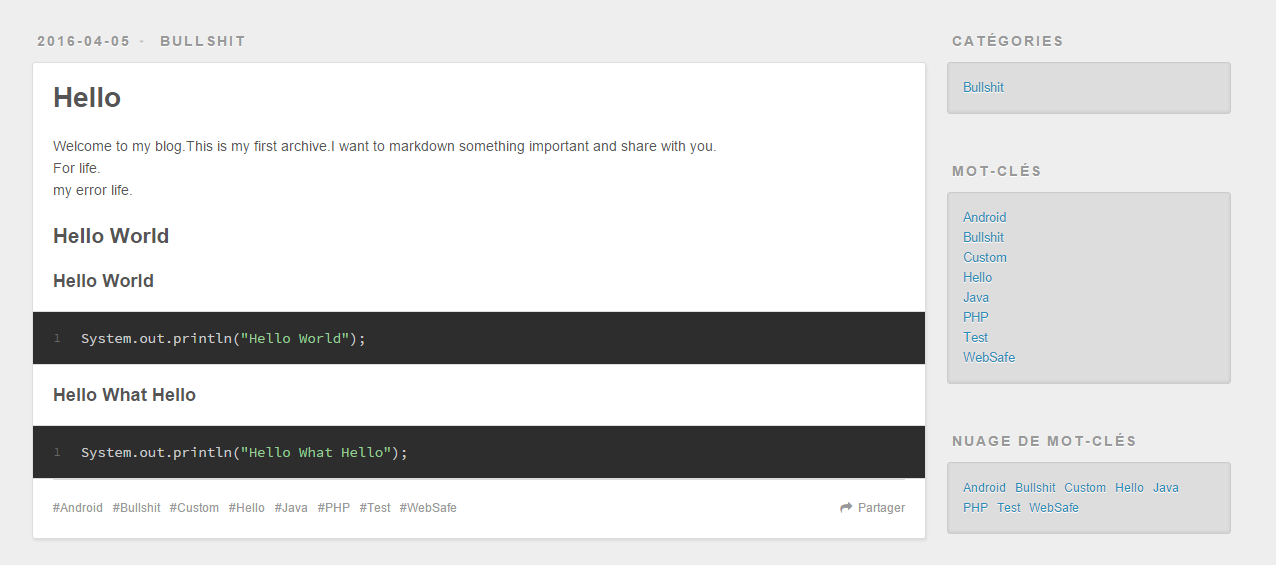 2016-04-05 · BULLSHIT
Hello
Welcome to my blog.This is my first archive.I want to markdown something important and share with you.
For life.
my error life.
Hello World
Hello World
1 System.out.println("Hello World");
Hello What Hello
1 System.out.println("Hello What Hello");
#Android #Bullshit #Custom #Hello #Java #PHP #Test #WebSafe
Partager
CATÉGORIES
Bullshit
MOT-CLÉS
Android
Bullshit
Custom
Hello
Java
PHP
Test
WebSafe
NUAGE DE MOT-CLÉS
Android Bullshit Custom Hello Java
PHP Test WebSafe